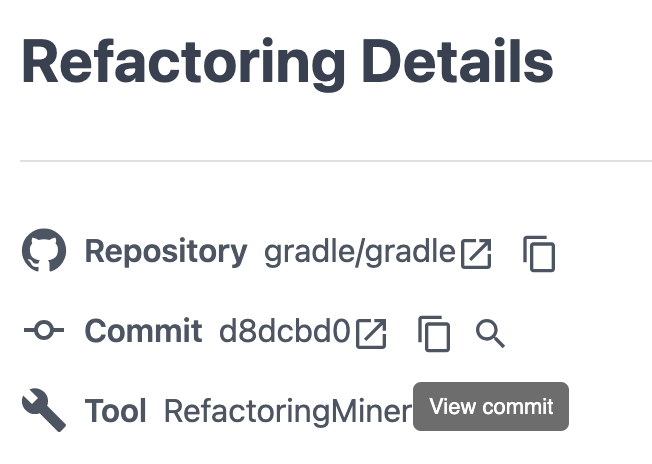 Refactoring Details
Repository gradle/gradle
Commit d8dcbd0
Tool RefactoringMiner
View commit